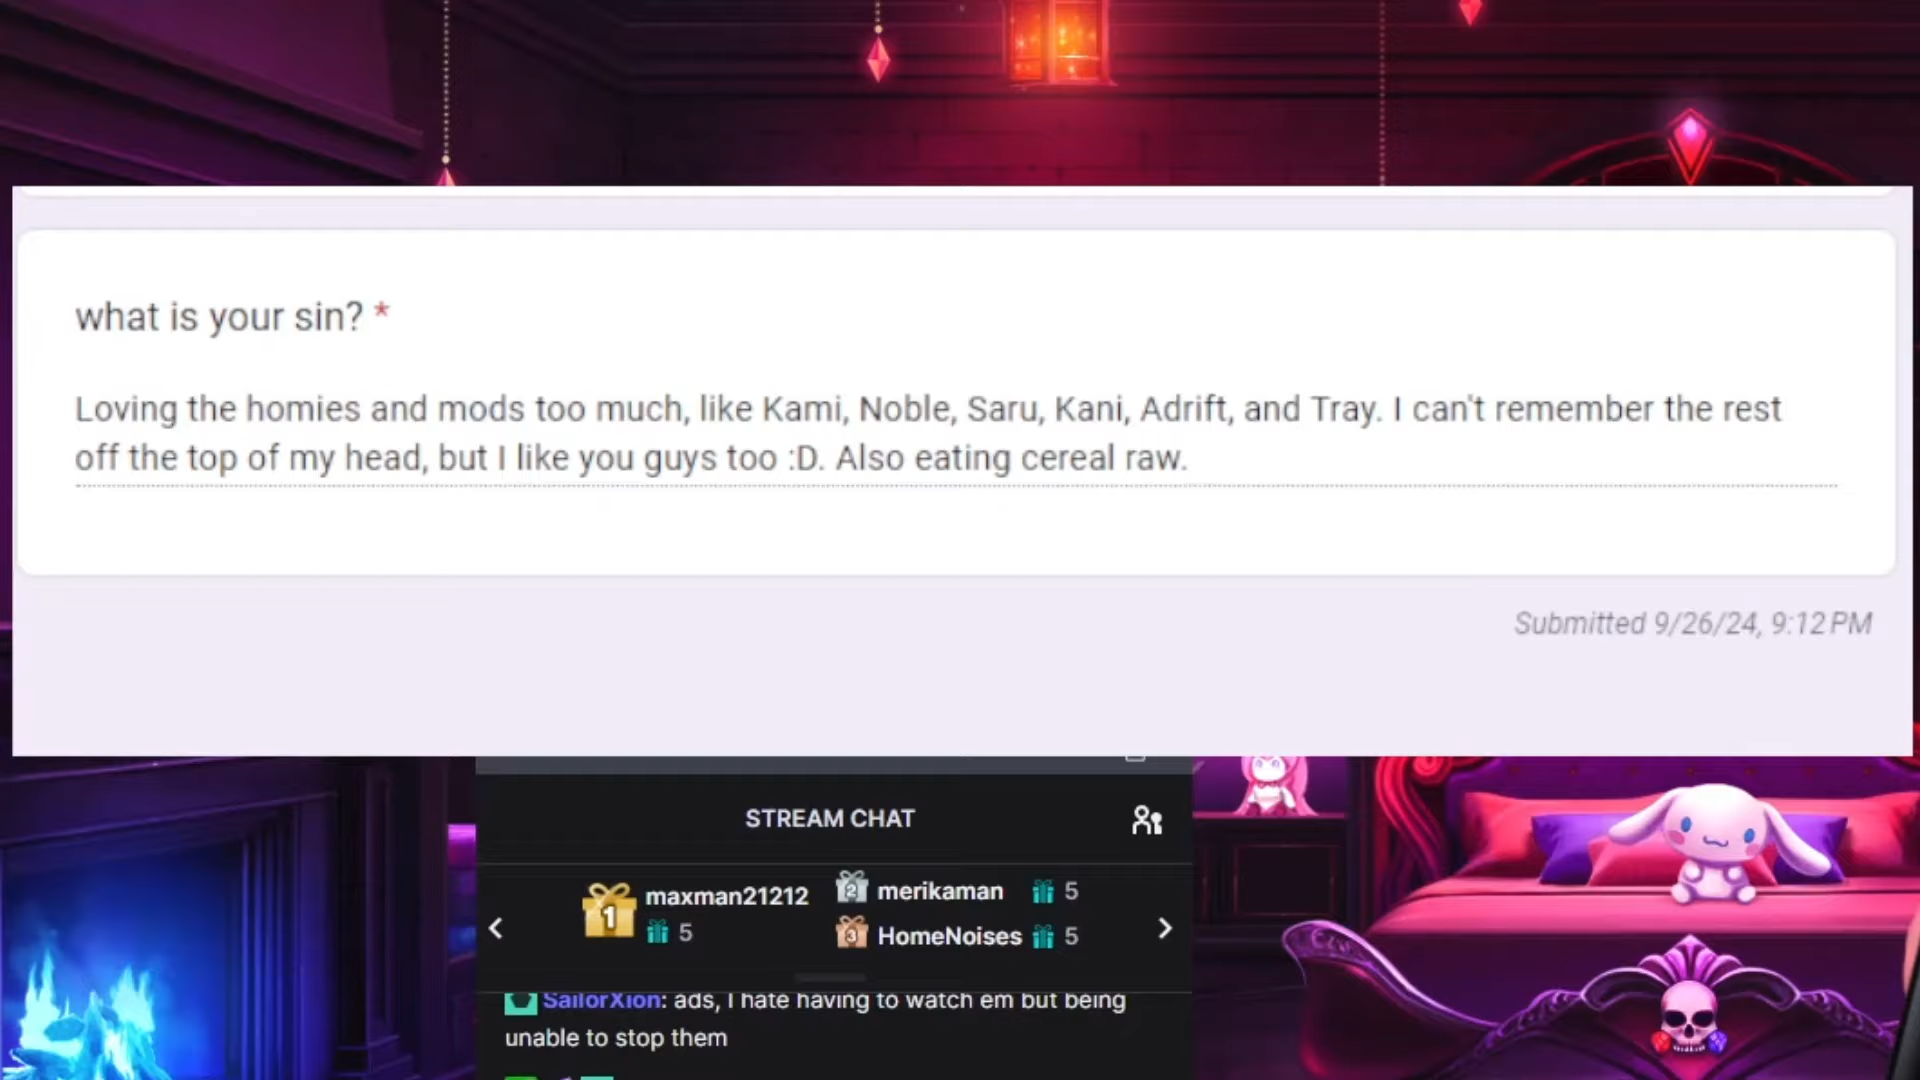 what is your sin? *
Loving the homies and mods too much, like Kami, Noble, Saru, Kani, Adrift, and Tray. I can't remember the rest
off the top of my head, but I like you guys too :D. Also eating cereal raw.
Submitted 9/26/24, 9:12 PM
STREAM CHAT
1 maxman21212
5
2 merikaman 5
3 HomeNoises 5
SailorXion: ads, I hate having to watch em but being
unable to stop them